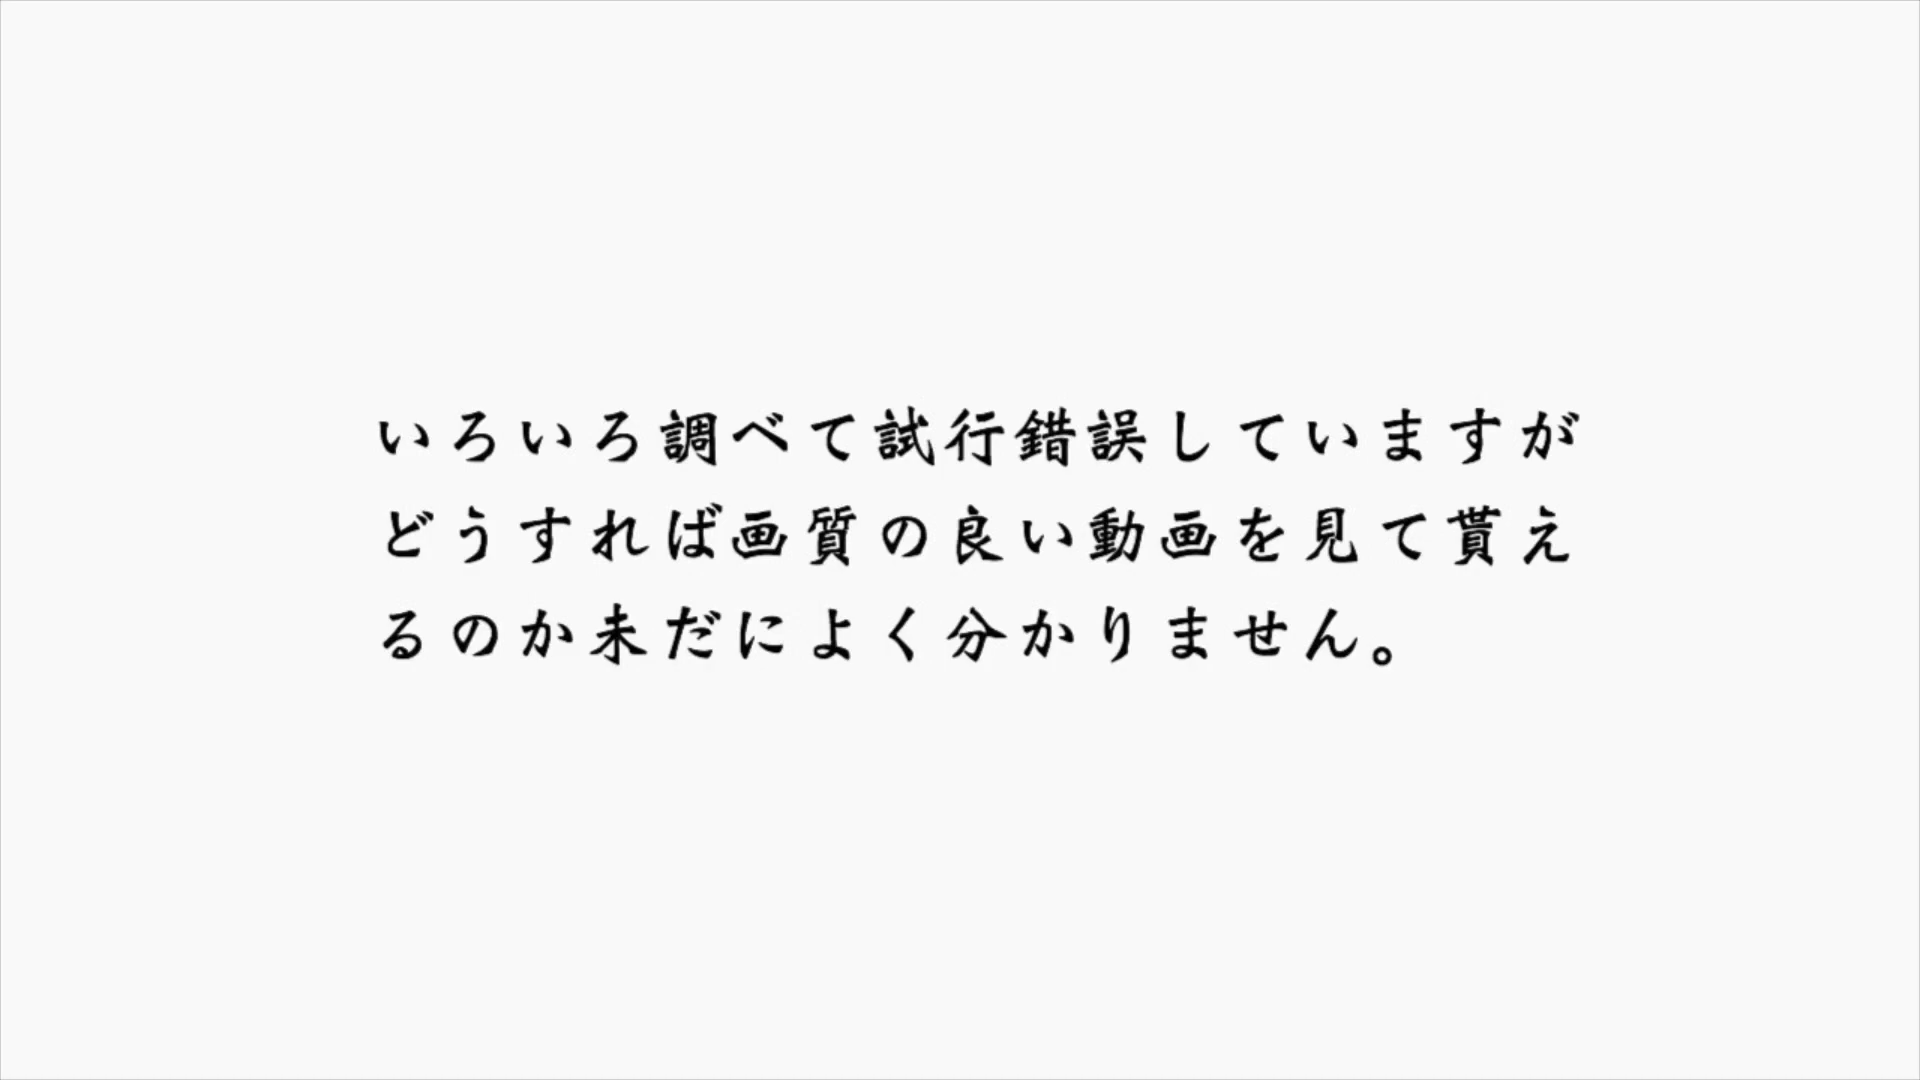 いろいろ調べて試行錯誤していますが
どうすれば画質の良い動画を見て貰え
るのか未だによく分かりません。